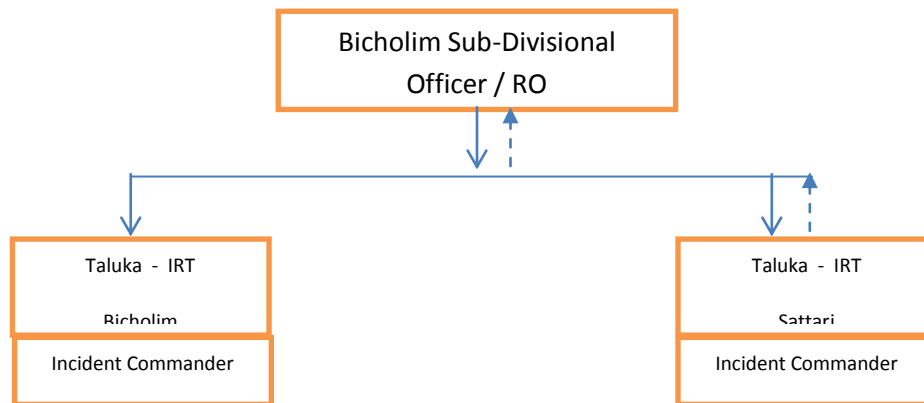 Bicholim Sub-Divisional
Officer / RO
Taluka - IRT
Bicholim
Incident Commander
Taluka - IRT
Sattari
Incident Commander